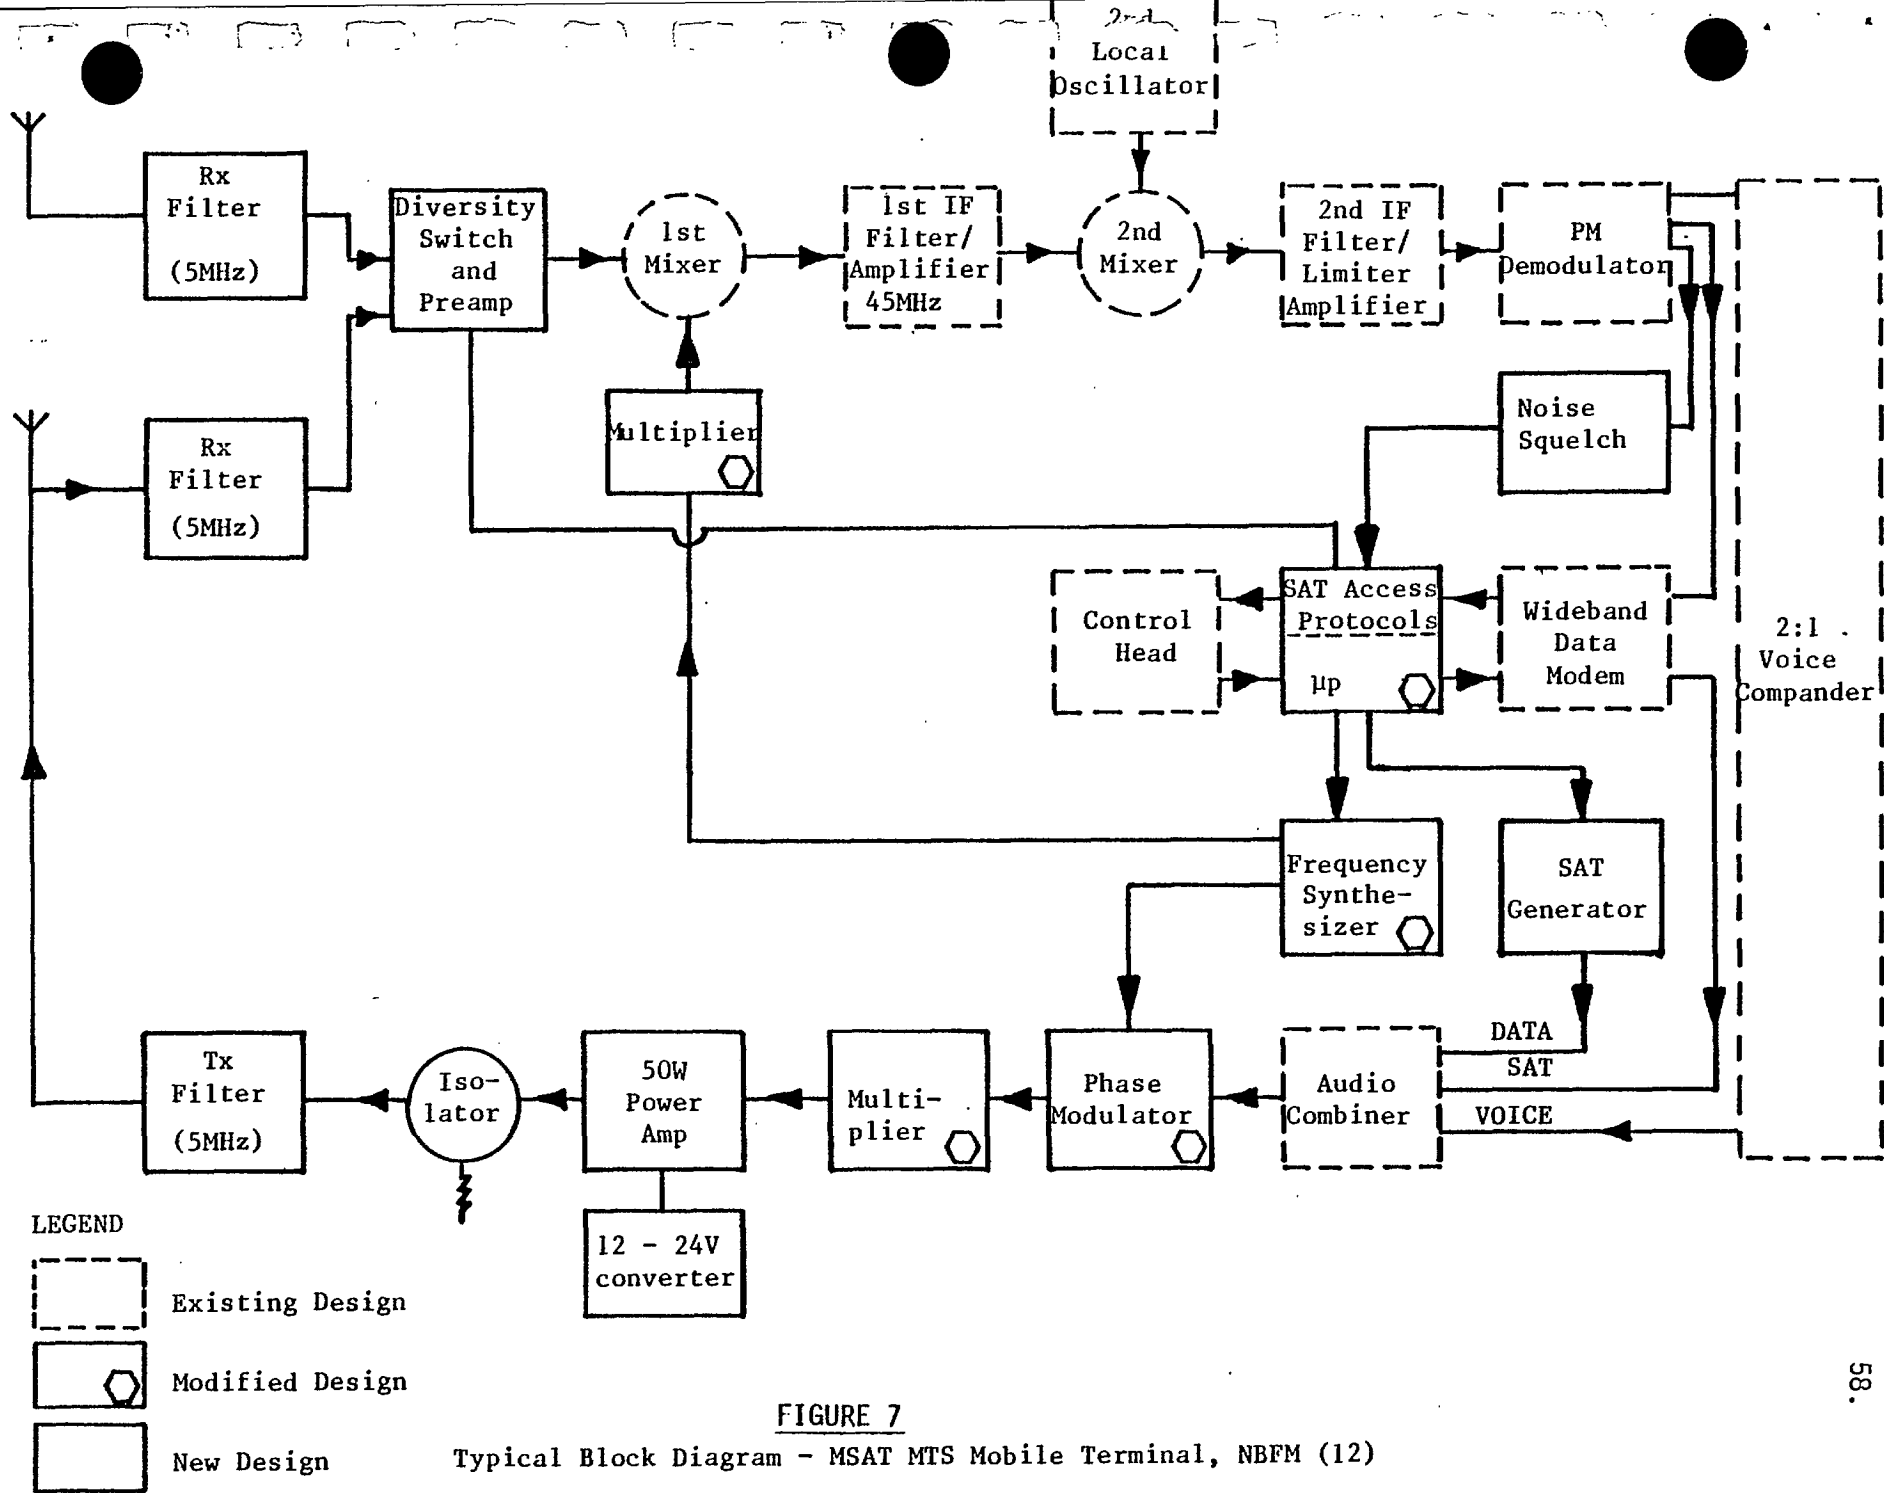 2nd
Local
Oscillator
Rx
Filter
(5MHz)
Diversity
Switch
and
Preamp
1st
Mixer
1st IF
Filter/
Amplifier
45MHz
2nd
Mixer
2nd IF
Filter/
Limiter
Amplifier
PM
Demodulator
Multiplier
Noise
Squelch
Rx
Filter
(5MHz)
Control
Head
SAT Access
Protocols
µp
Wideband
Data
Modem
2:1
Voice
Compander
Frequency
Synthe-
sizer
SAT
Generator
Tx
Filter
(5MHz)
Iso-
lator
50W
Power
Amp
Multi-
plier
Phase
Modulator
Audio
Combiner
DATA
SAT
VOICE
12 - 24V
converter
LEGEND
Existing Design
Modified Design
New Design
FIGURE 7
Typical Block Diagram - MSAT MTS Mobile Terminal, NBFM (12)
58.